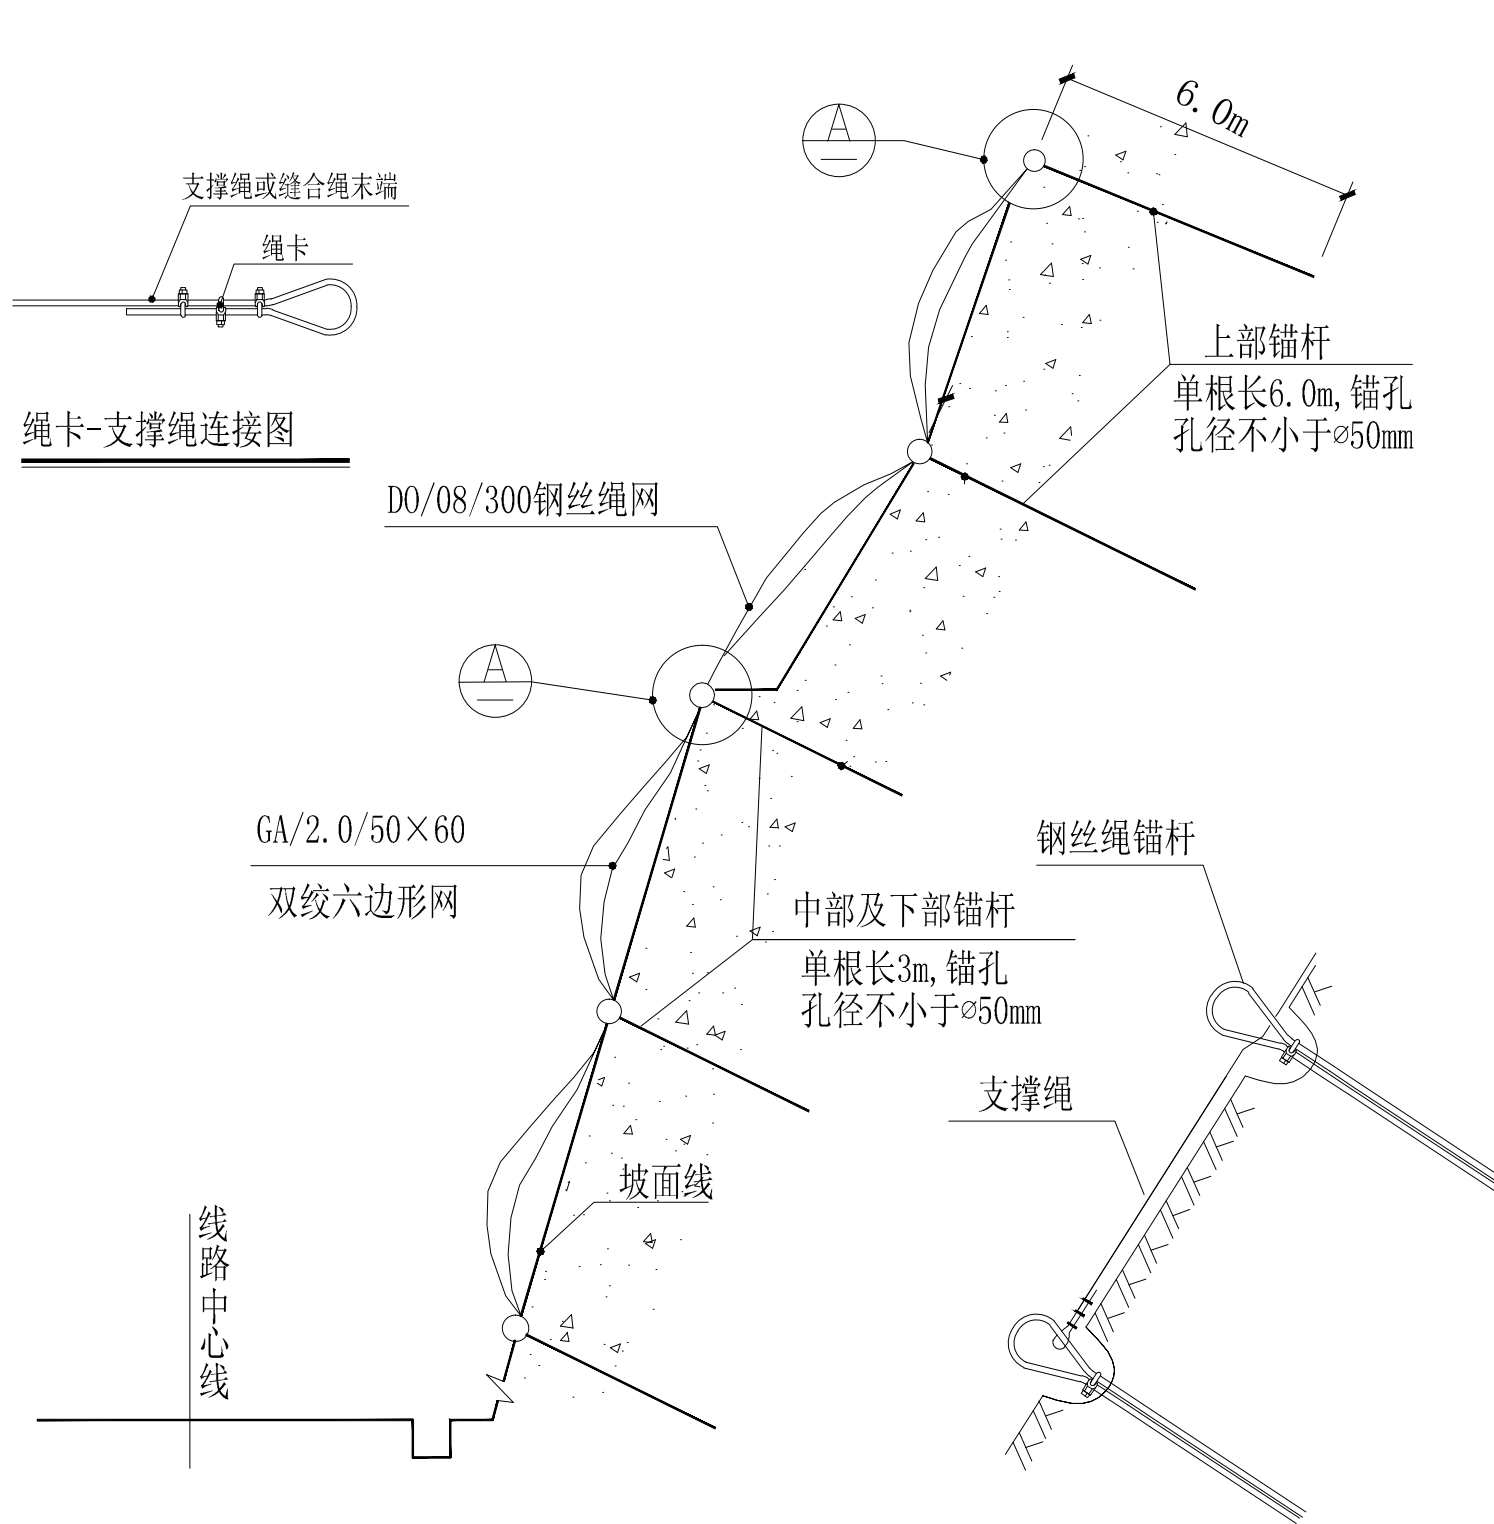 6.0m
A
支撑绳或缝合绳末端
绳卡
上部锚杆
单根长6.0m,锚孔
孔径不小于∅50mm
绳卡-支撑绳连接图
DO/08/300钢丝绳网
A
GA/2.0/50×60
双绞六边形网
钢丝绳锚杆
中部及下部锚杆
单根长3m,锚孔
孔径不小于∅50mm
支撑绳
坡面线
线路中心线